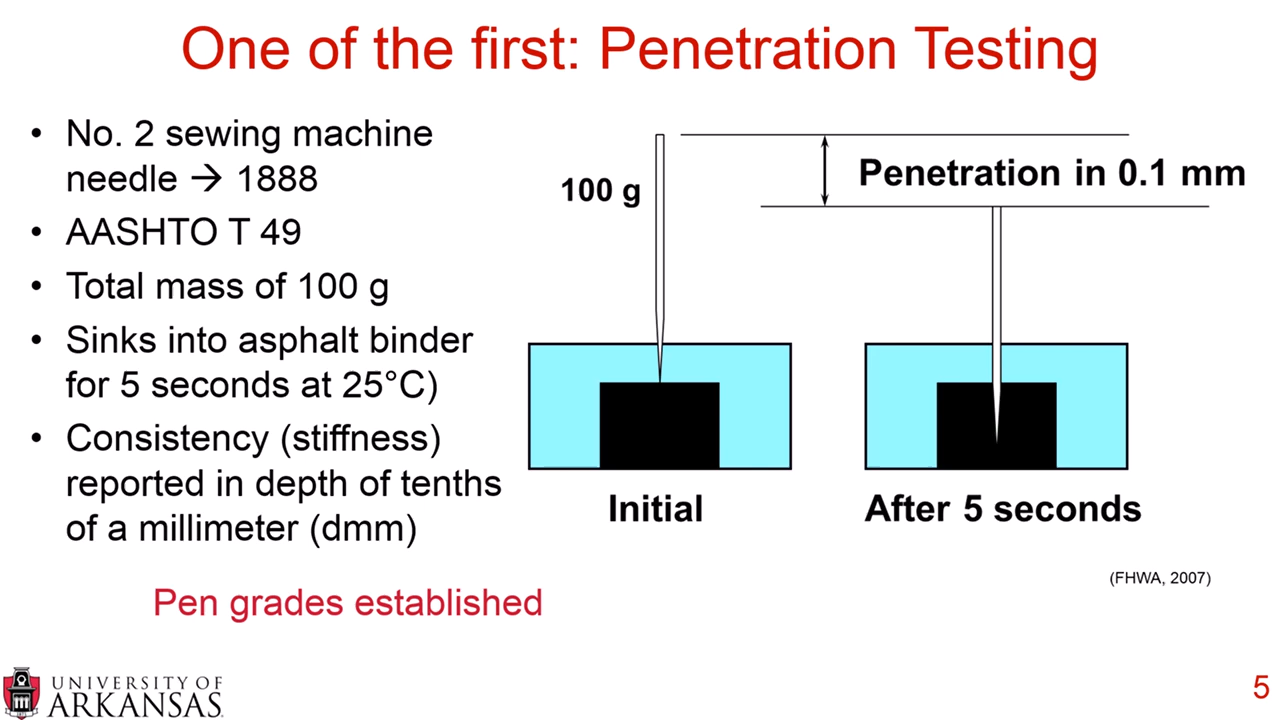 One of the first: Penetration Testing
• No. 2 sewing machine
needle → 1888
• AASHTO T 49
• Total mass of 100 g
• Sinks into asphalt binder
for 5 seconds at 25°C)
• Consistency (stiffness)
reported in depth of tenths
of a millimeter (dmm)
Pen grades established
100 g
Penetration in 0.1 mm
Initial
After 5 seconds
(FHWA, 2007)
UNIVERSITY OF
ARKANSAS
5